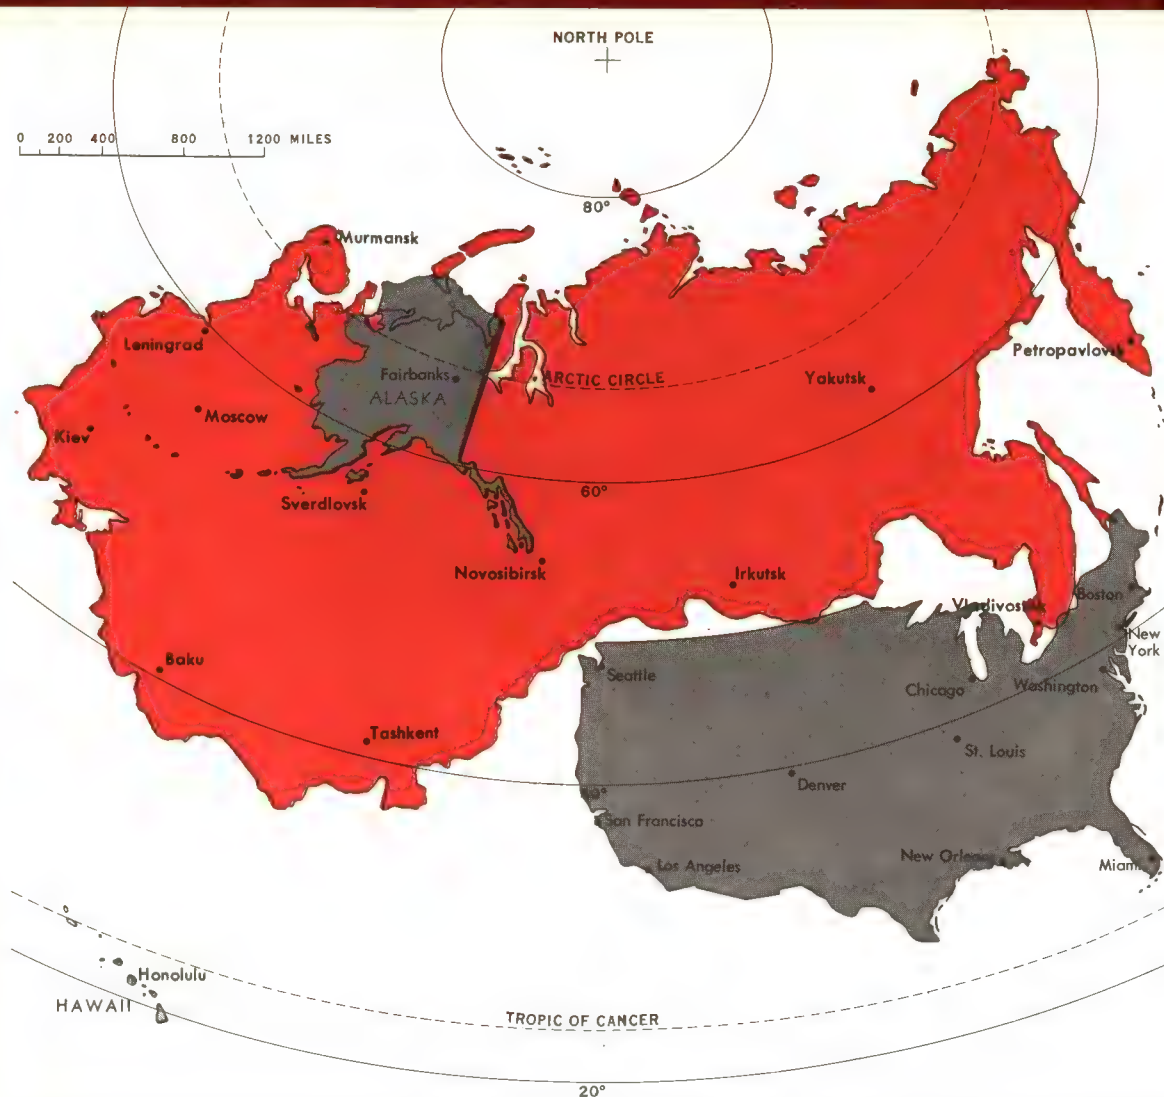 NORTH POLE
0 200 400 800 1200 MILES
80°
Murmansk
Leningrad
Petropavlovsk
Fairbanks
ARCTIC CIRCLE
Yakutsk
ALASKA
Moscow
Kiev
60°
Sverdlovsk
Novosibirsk
Irkutsk
Boston
Vladivostok
New
York
Baku
Seattle
Chicago
Washington
Tashkent
St. Louis
Denver
San Francisco
New Orleans
Los Angeles
Miami
Honolulu
HAWAII
TROPIC OF CANCER
20°